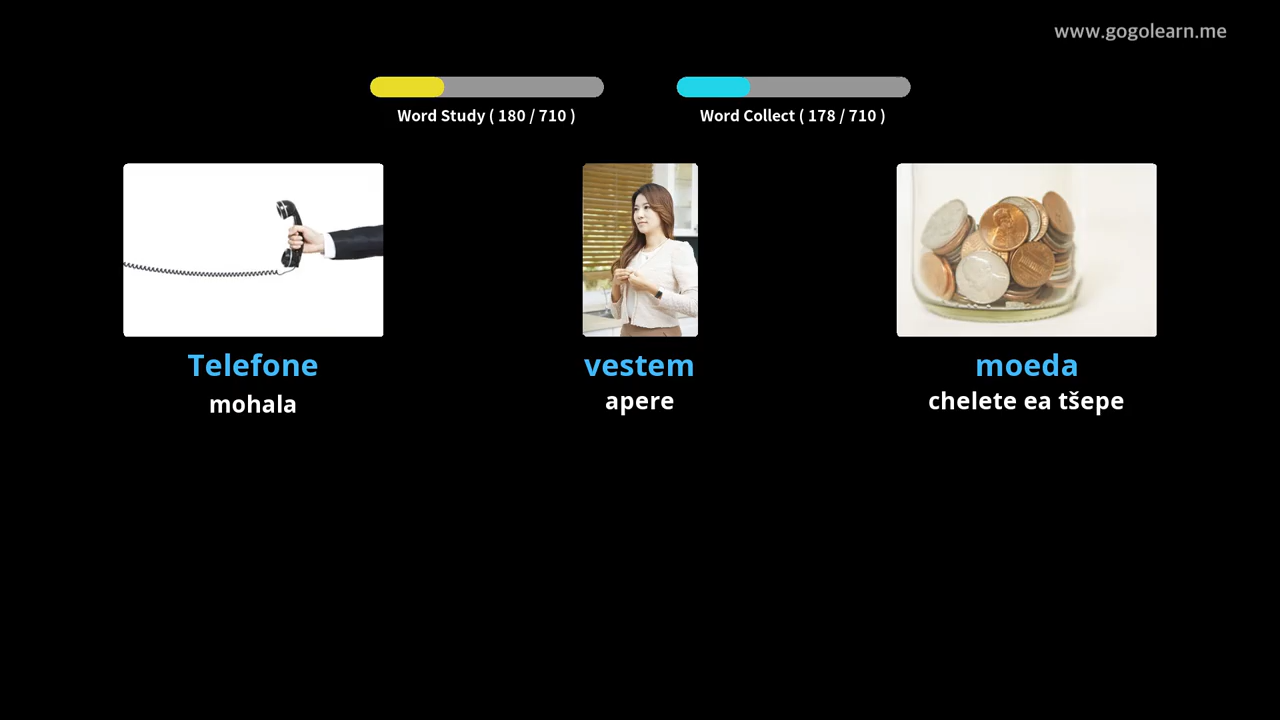 www.gogolearn.me
Word Study ( 180 / 710 )
Word Collect ( 178 / 710 )
Telefone
mohala
vestem
apere
moeda
chelete ea tšepe